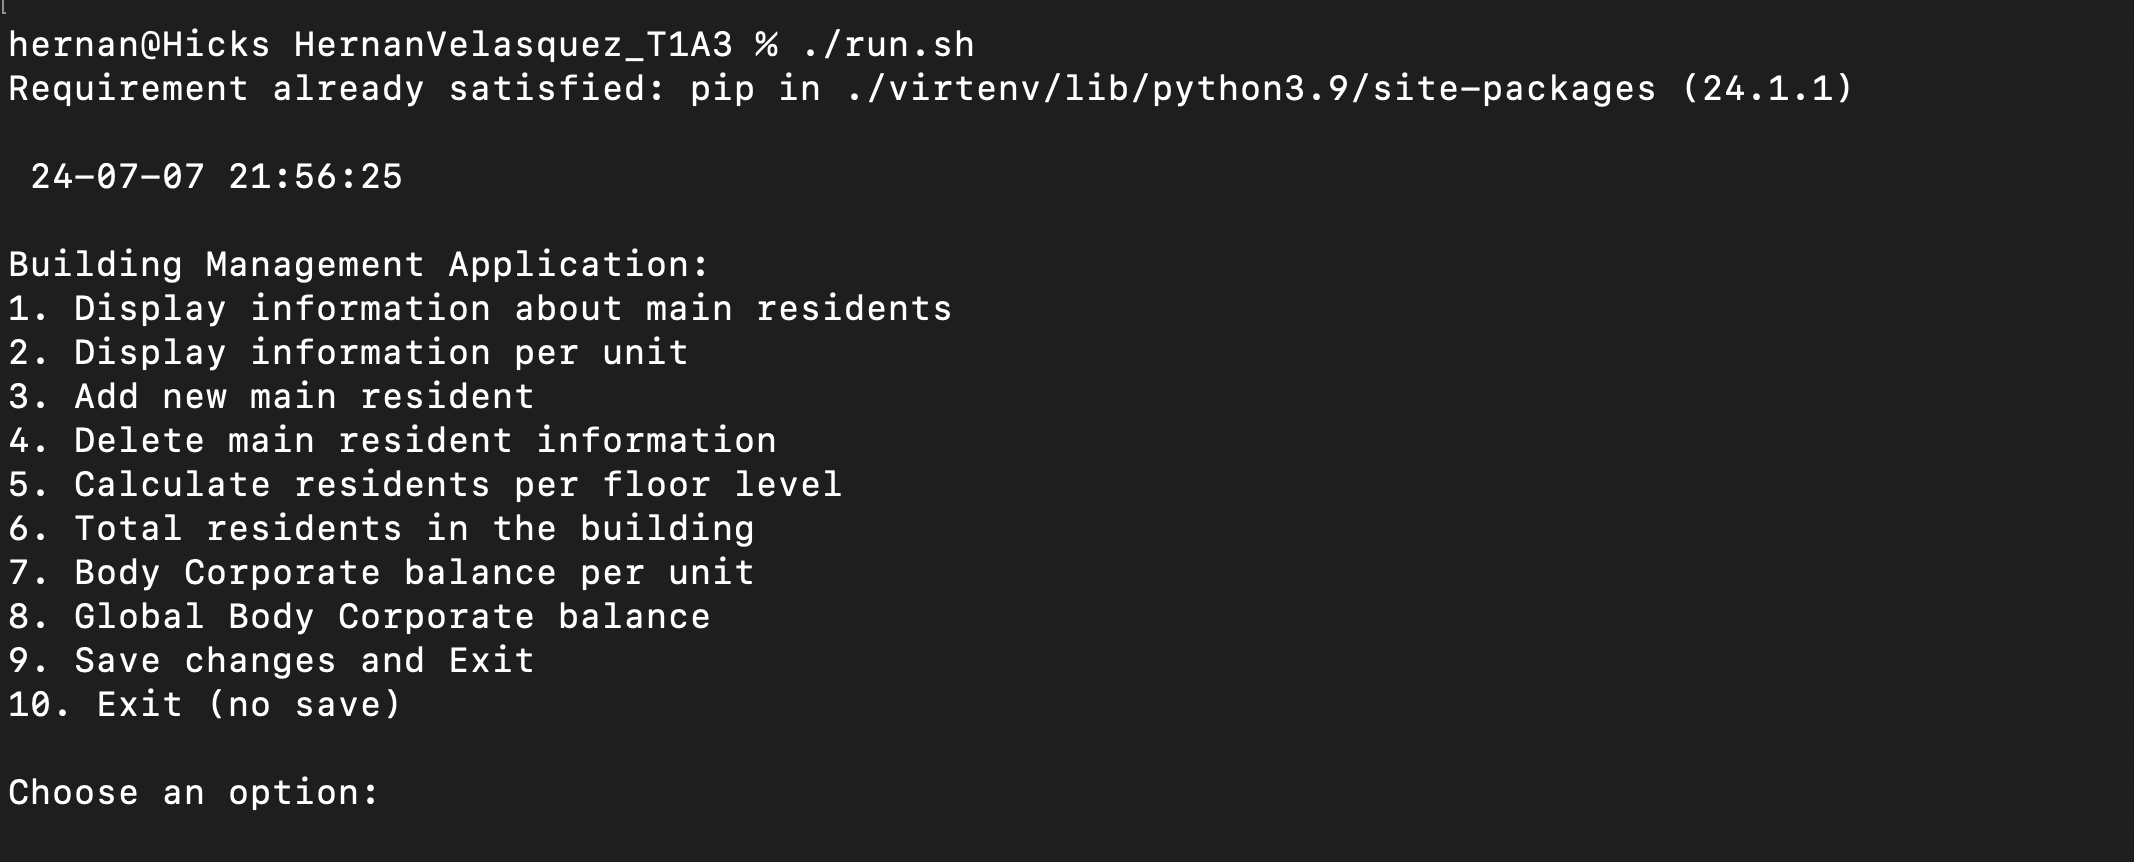 hernan@Hicks HernanVelasquez_T1A3 % ./run.sh
Requirement already satisfied: pip in ./virtenv/lib/python3.9/site-packages (24.1.1)
24-07-07 21:56:25
Building Management Application:
1. Display information about main residents
2. Display information per unit
3. Add new main resident
4. Delete main resident information
5. Calculate residents per floor level
6. Total residents in the building
7. Body Corporate balance per unit
8. Global Body Corporate balance
9. Save changes and Exit
10. Exit (no save)
Choose an option: